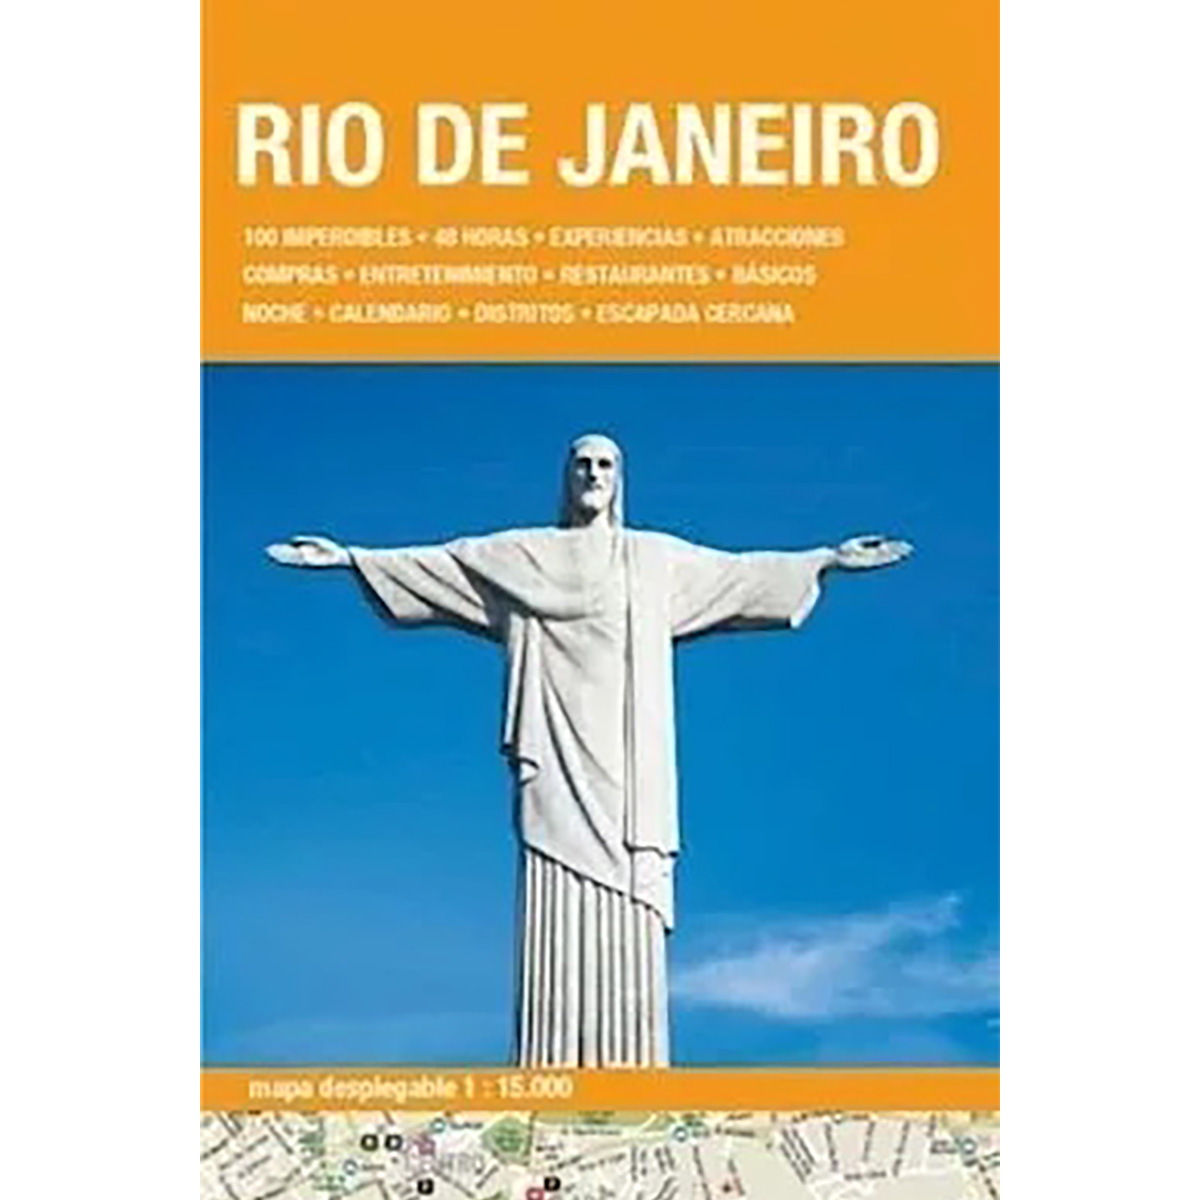 RIO DE JANEIRO
100 IMPERDIBLES • 48 HORAS • EXPERIENCIAS • ATRACCIONES
COMPRAS • ENTRETENIMIENTO • RESTAURANTES • BÁSICOS
NOCHE • CALENDARIO • DISTRITOS • ESCAPADA CERCANA
mapa desplegable 1 : 15.000